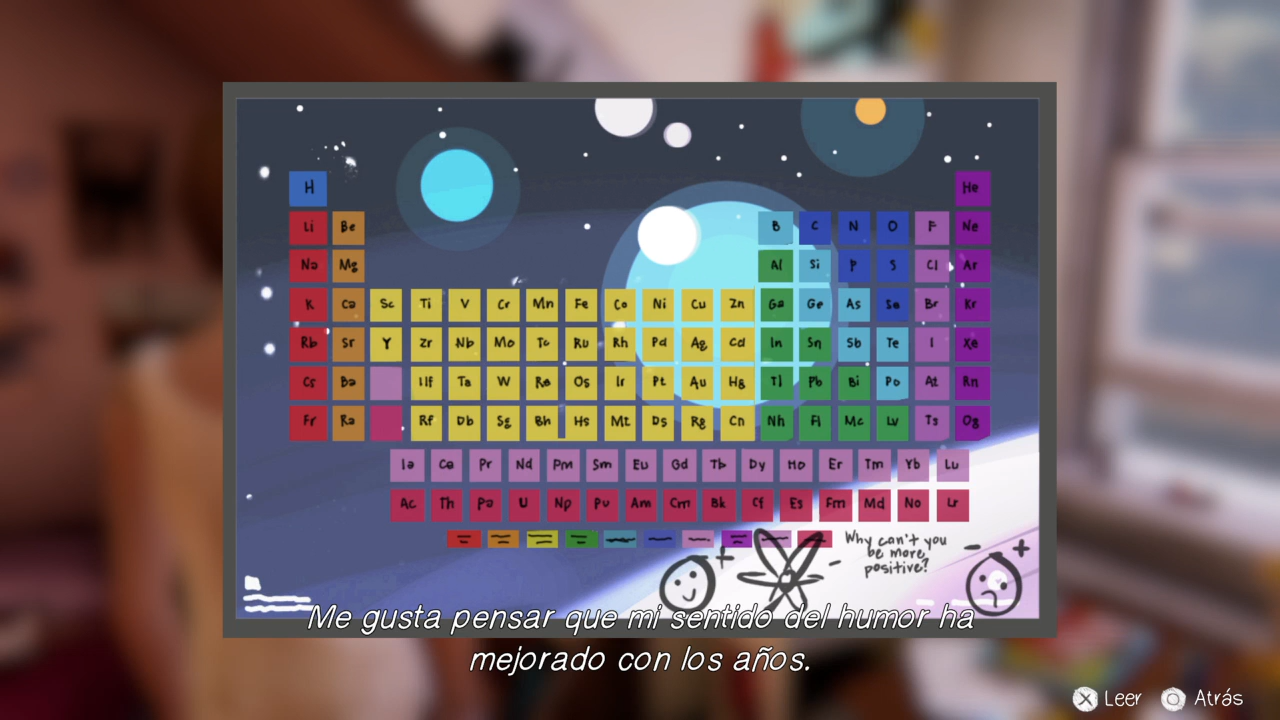 H He
Li Be B C N O F Ne
Na Mg Al Si P S Cl Ar
K Ca Sc Ti V Cr Mn Fe Co Ni Cu Zn Ga Ge As Se Br Kr
Rb Sr Y Zr Nb Mo Tc Ru Rh Pd Ag Cd In Sn Sb Te I Xe
Cs Ba Hf Ta W Re Os Ir Pt Au Hg Tl Pb Bi Po At Rn
Fr Ra Rf Db Sg Bh Hs Mt Ds Rg Cn Nh Fl Mc Lv Ts Og
la Ce Pr Nd Pm Sm Eu Gd Tb Dy Ho Er Tm Yb Lu
Ac Th Pa U Np Pu Am Cm Bk Cf Es Fm Md No Lr
Why can't you
be more
positive?
+ - - +
Me gusta pensar que mi sentido del humor ha
mejorado con los años.
Leer Atrás